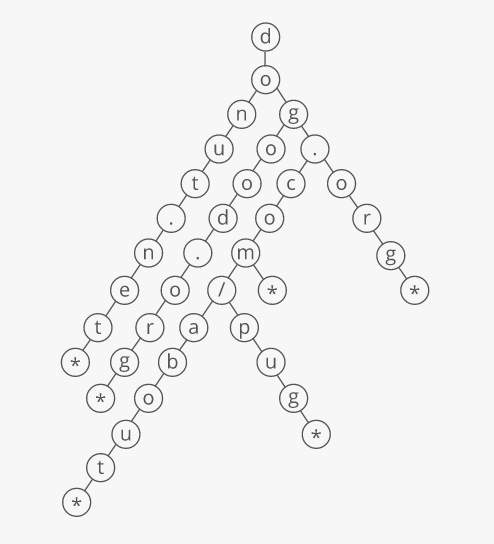 d
o
n g
u o .
t o c o
. d o r
n . m g
e o / * *
t r a p
* g b u
* o g
u *
t
*